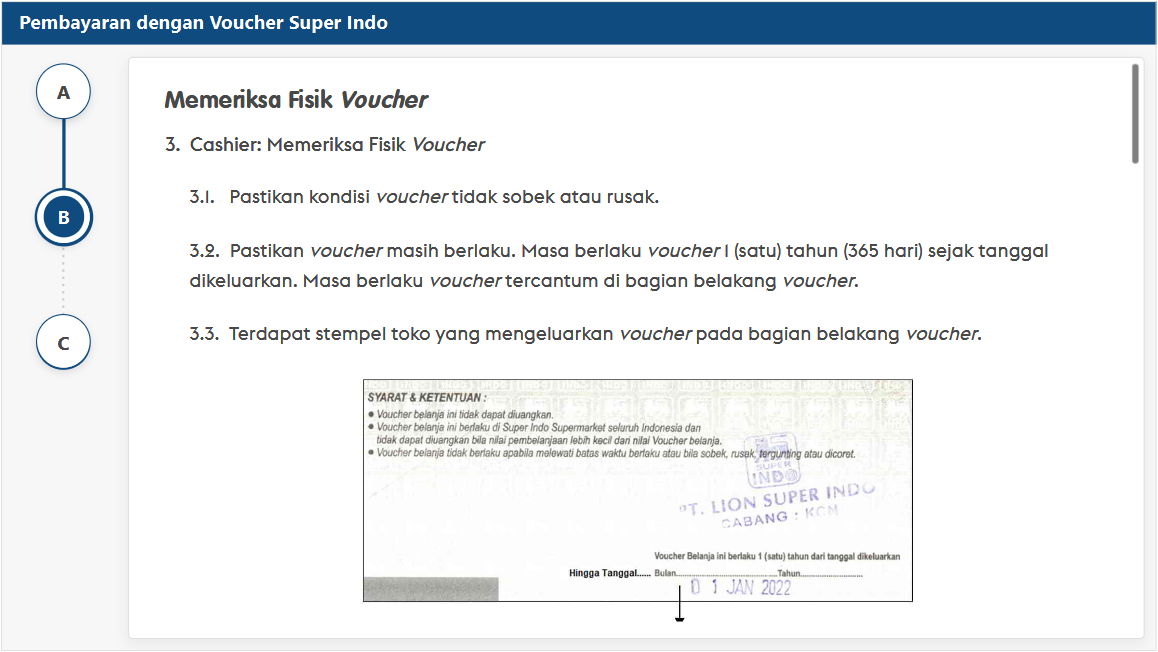 Pembayaran dengan Voucher Super Indo
A
B
C
Memeriksa Fisik Voucher
3. Cashier: Memeriksa Fisik Voucher
3.1. Pastikan kondisi voucher tidak sobek atau rusak.
3.2. Pastikan voucher masih berlaku. Masa berlaku voucher 1 (satu) tahun (365 hari) sejak tanggal
dikeluarkan. Masa berlaku voucher tercantum di bagian belakang voucher.
3.3. Terdapat stempel toko yang mengeluarkan voucher pada bagian belakang voucher.
SYARAT & KETENTUAN :
● Voucher belanja ini tidak dapat diuangkan.
● Voucher belanja ini berlaku di Super Indo Supermarket seluruh Indonesia dan
tidak dapat diuangkan bila nilai pembelanjaan lebih kecil dari nilai Voucher belanja.
● Voucher belanja tidak berlaku apabila melewati batas waktu berlaku atau bila sobek, rusak, tergunting atau dicoret.
SUPER
INDO
PT. LION SUPER INDO
CABANG :
Voucher Belanja ini berlaku 1 (satu) tahun dari tanggal dikeluarkan
Hingga Tanggal...... Bulan.......................................Tahun........................
0 1 JAN 2022